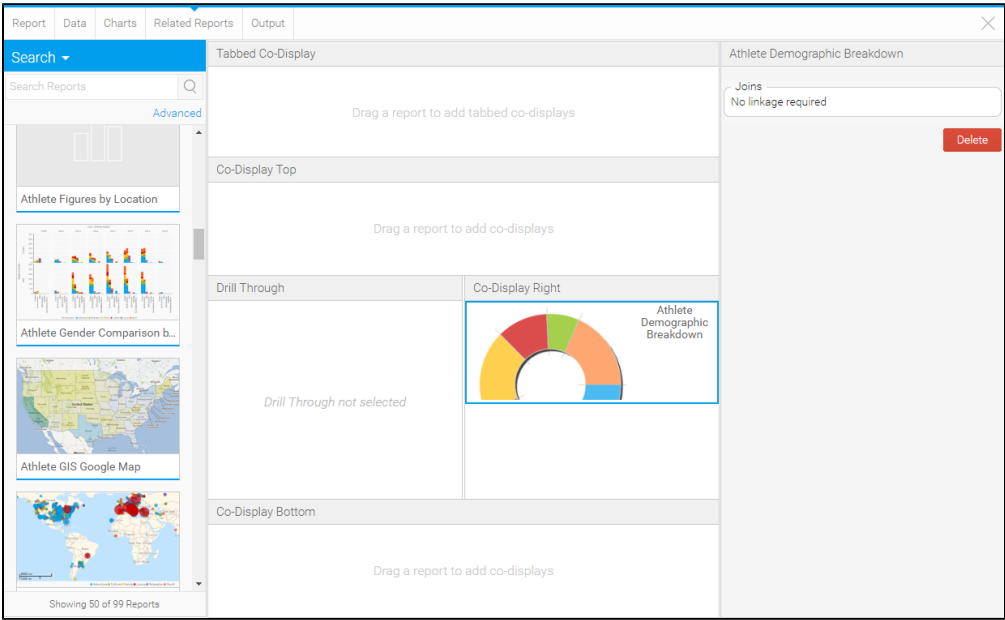 Report Data Charts Related Reports Output
Search
Search Reports
Advanced
Athlete Figures by Location
Athlete Gender Comparison b...
Athlete GIS Google Map
Showing 50 of 99 Reports
Tabbed Co-Display
Drag a report to add tabbed co-displays
Co-Display Top
Drag a report to add co-displays
Drill Through
Drill Through not selected
Co-Display Right
Athlete
Demographic
Breakdown
Co-Display Bottom
Drag a report to add co-displays
Athlete Demographic Breakdown
Joins
No linkage required
Delete